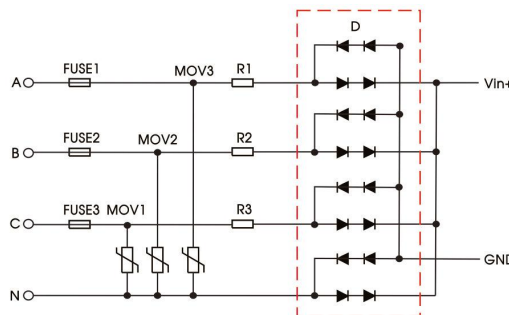 D
FUSE1 MOV3 R1
A Vin+
FUSE2 MOV2 R2
B
FUSE3 MOV1 R3
C
GND
N